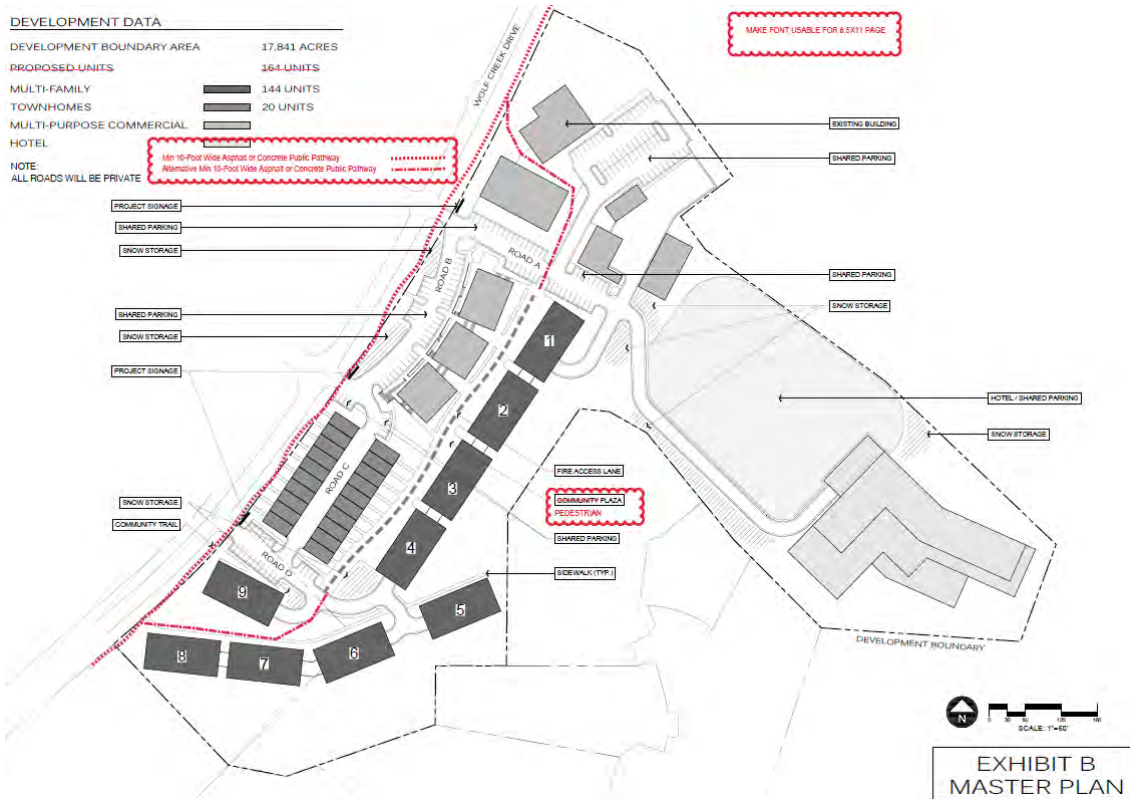 DEVELOPMENT DATA
DEVELOPMENT BOUNDARY AREA 17.841 ACRES
PROPOSED UNITS 164 UNITS
MULTI-FAMILY 144 UNITS
TOWNHOMES 20 UNITS
MULTI-PURPOSE COMMERCIAL
HOTEL
NOTE:
ALL ROADS WILL BE PRIVATE
Min 10-Foot Wide Asphalt or Concrete Public Pathway
Alternative Min 10-Foot Wide Asphalt or Concrete Public Pathway
MAKE FONT USABLE FOR 8.5X11 PAGE
WOLF CREEK DRIVE
EXISTING BUILDING
SHARED PARKING
PROJECT SIGNAGE
SHARED PARKING
SNOW STORAGE
ROAD A
ROAD B
SHARED PARKING
SNOW STORAGE
SHARED PARKING
SNOW STORAGE
PROJECT SIGNAGE
1
2
3
4
HOTEL / SHARED PARKING
SNOW STORAGE
FIRE ACCESS LANE
COMMUNITY PLAZA
PEDESTRIAN
SHARED PARKING
SIDEWALK (TYP.)
ROAD C
SNOW STORAGE
COMMUNITY TRAIL
ROAD D
9
5
6
7
8
DEVELOPMENT BOUNDARY
N
0 30 60 120 180
SCALE: 1"=60'
EXHIBIT B
MASTER PLAN